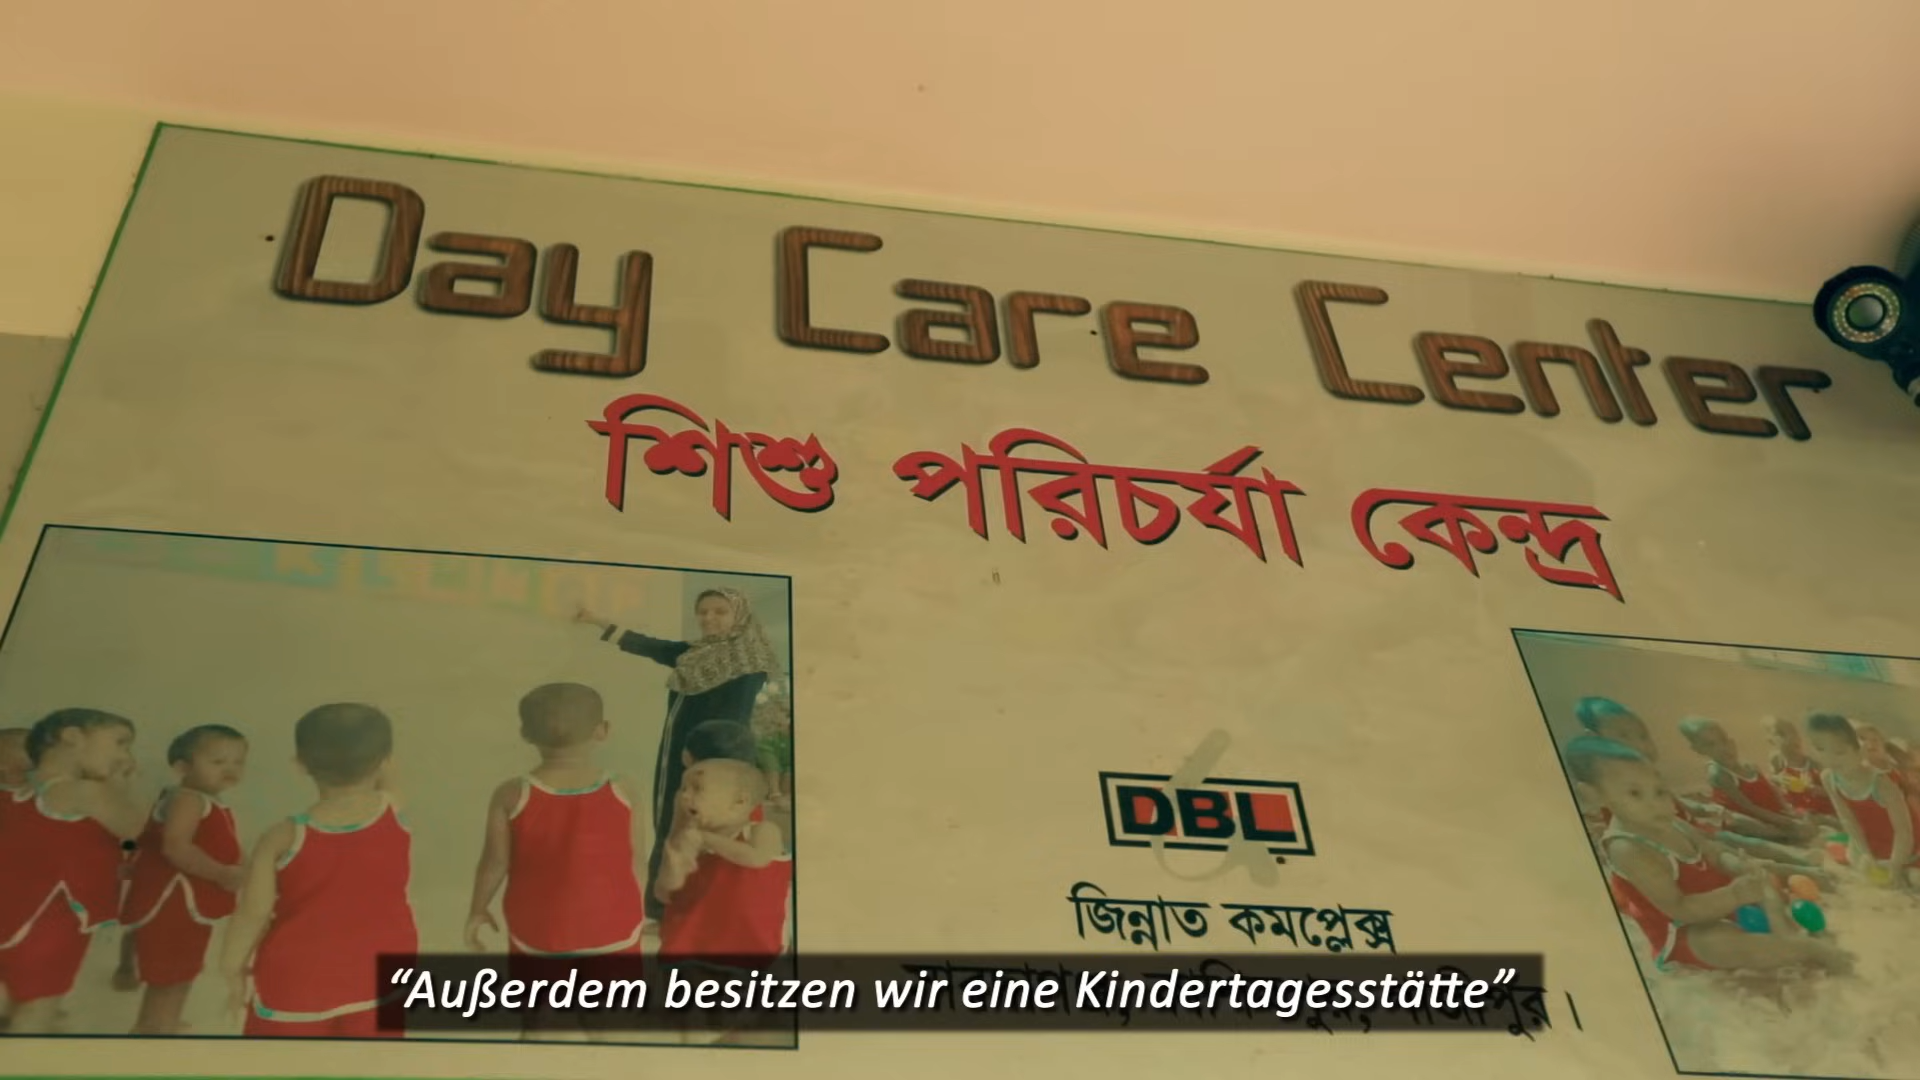 Day Care Center
শিশু পরিচর্যা কেন্দ্র
DBL
জিন্নাত কমপ্লেক্স
“Außerdem besitzen wir eine Kindertagesstätte”